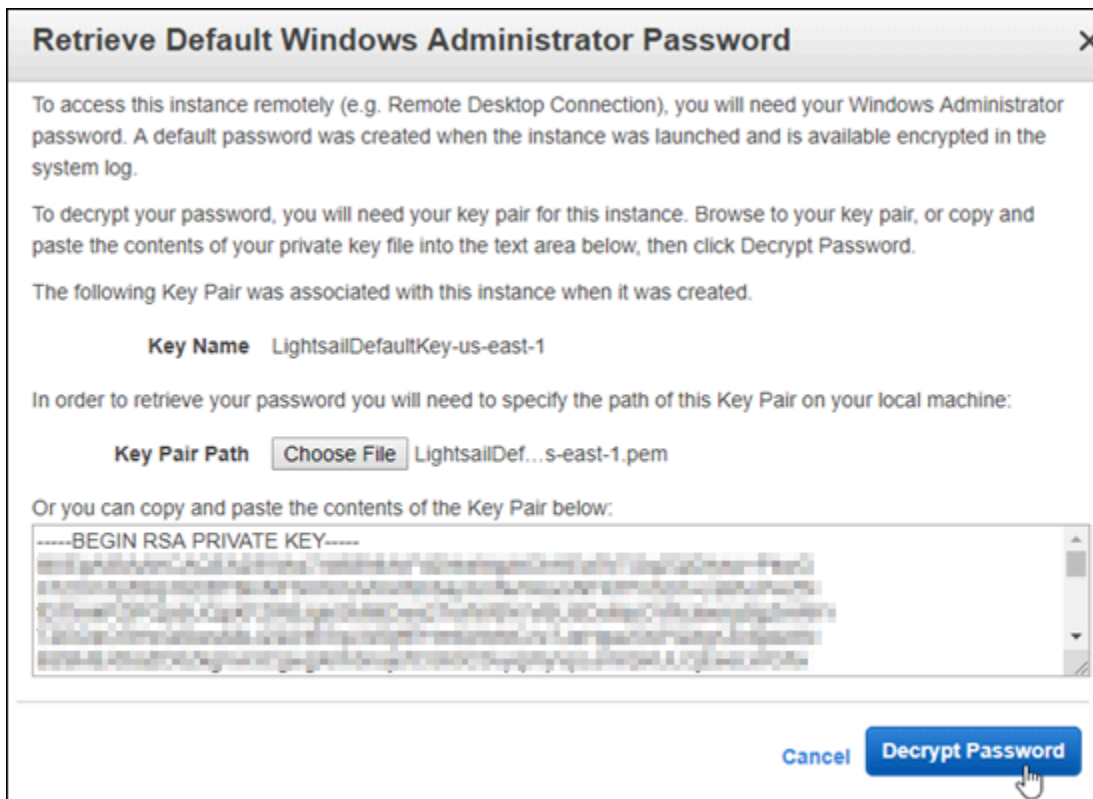 Retrieve Default Windows Administrator Password
To access this instance remotely (e.g. Remote Desktop Connection), you will need your Windows Administrator
password. A default password was created when the instance was launched and is available encrypted in the
system log.
To decrypt your password, you will need your key pair for this instance. Browse to your key pair, or copy and
paste the contents of your private key file into the text area below, then click Decrypt Password.
The following Key Pair was associated with this instance when it was created.
Key Name LightsailDefaultKey-us-east-1
In order to retrieve your password you will need to specify the path of this Key Pair on your local machine:
Key Pair Path Choose File LightsailDef...s-east-1.pem
Or you can copy and paste the contents of the Key Pair below:
-----BEGIN RSA PRIVATE KEY-----
Cancel Decrypt Password